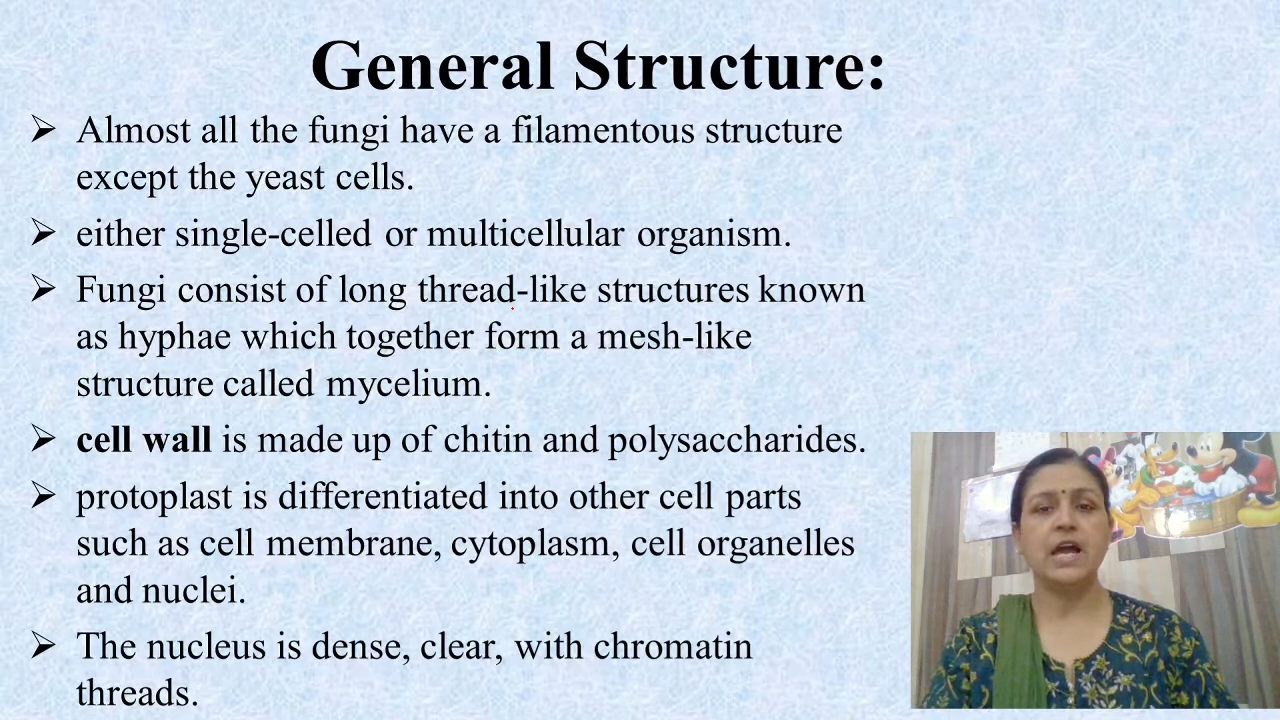 General Structure:
➢ Almost all the fungi have a filamentous structure
except the yeast cells.
➢ either single-celled or multicellular organism.
➢ Fungi consist of long thread-like structures known
as hyphae which together form a mesh-like
structure called mycelium.
➢ cell wall is made up of chitin and polysaccharides.
➢ protoplast is differentiated into other cell parts
such as cell membrane, cytoplasm, cell organelles
and nuclei.
➢ The nucleus is dense, clear, with chromatin
threads.